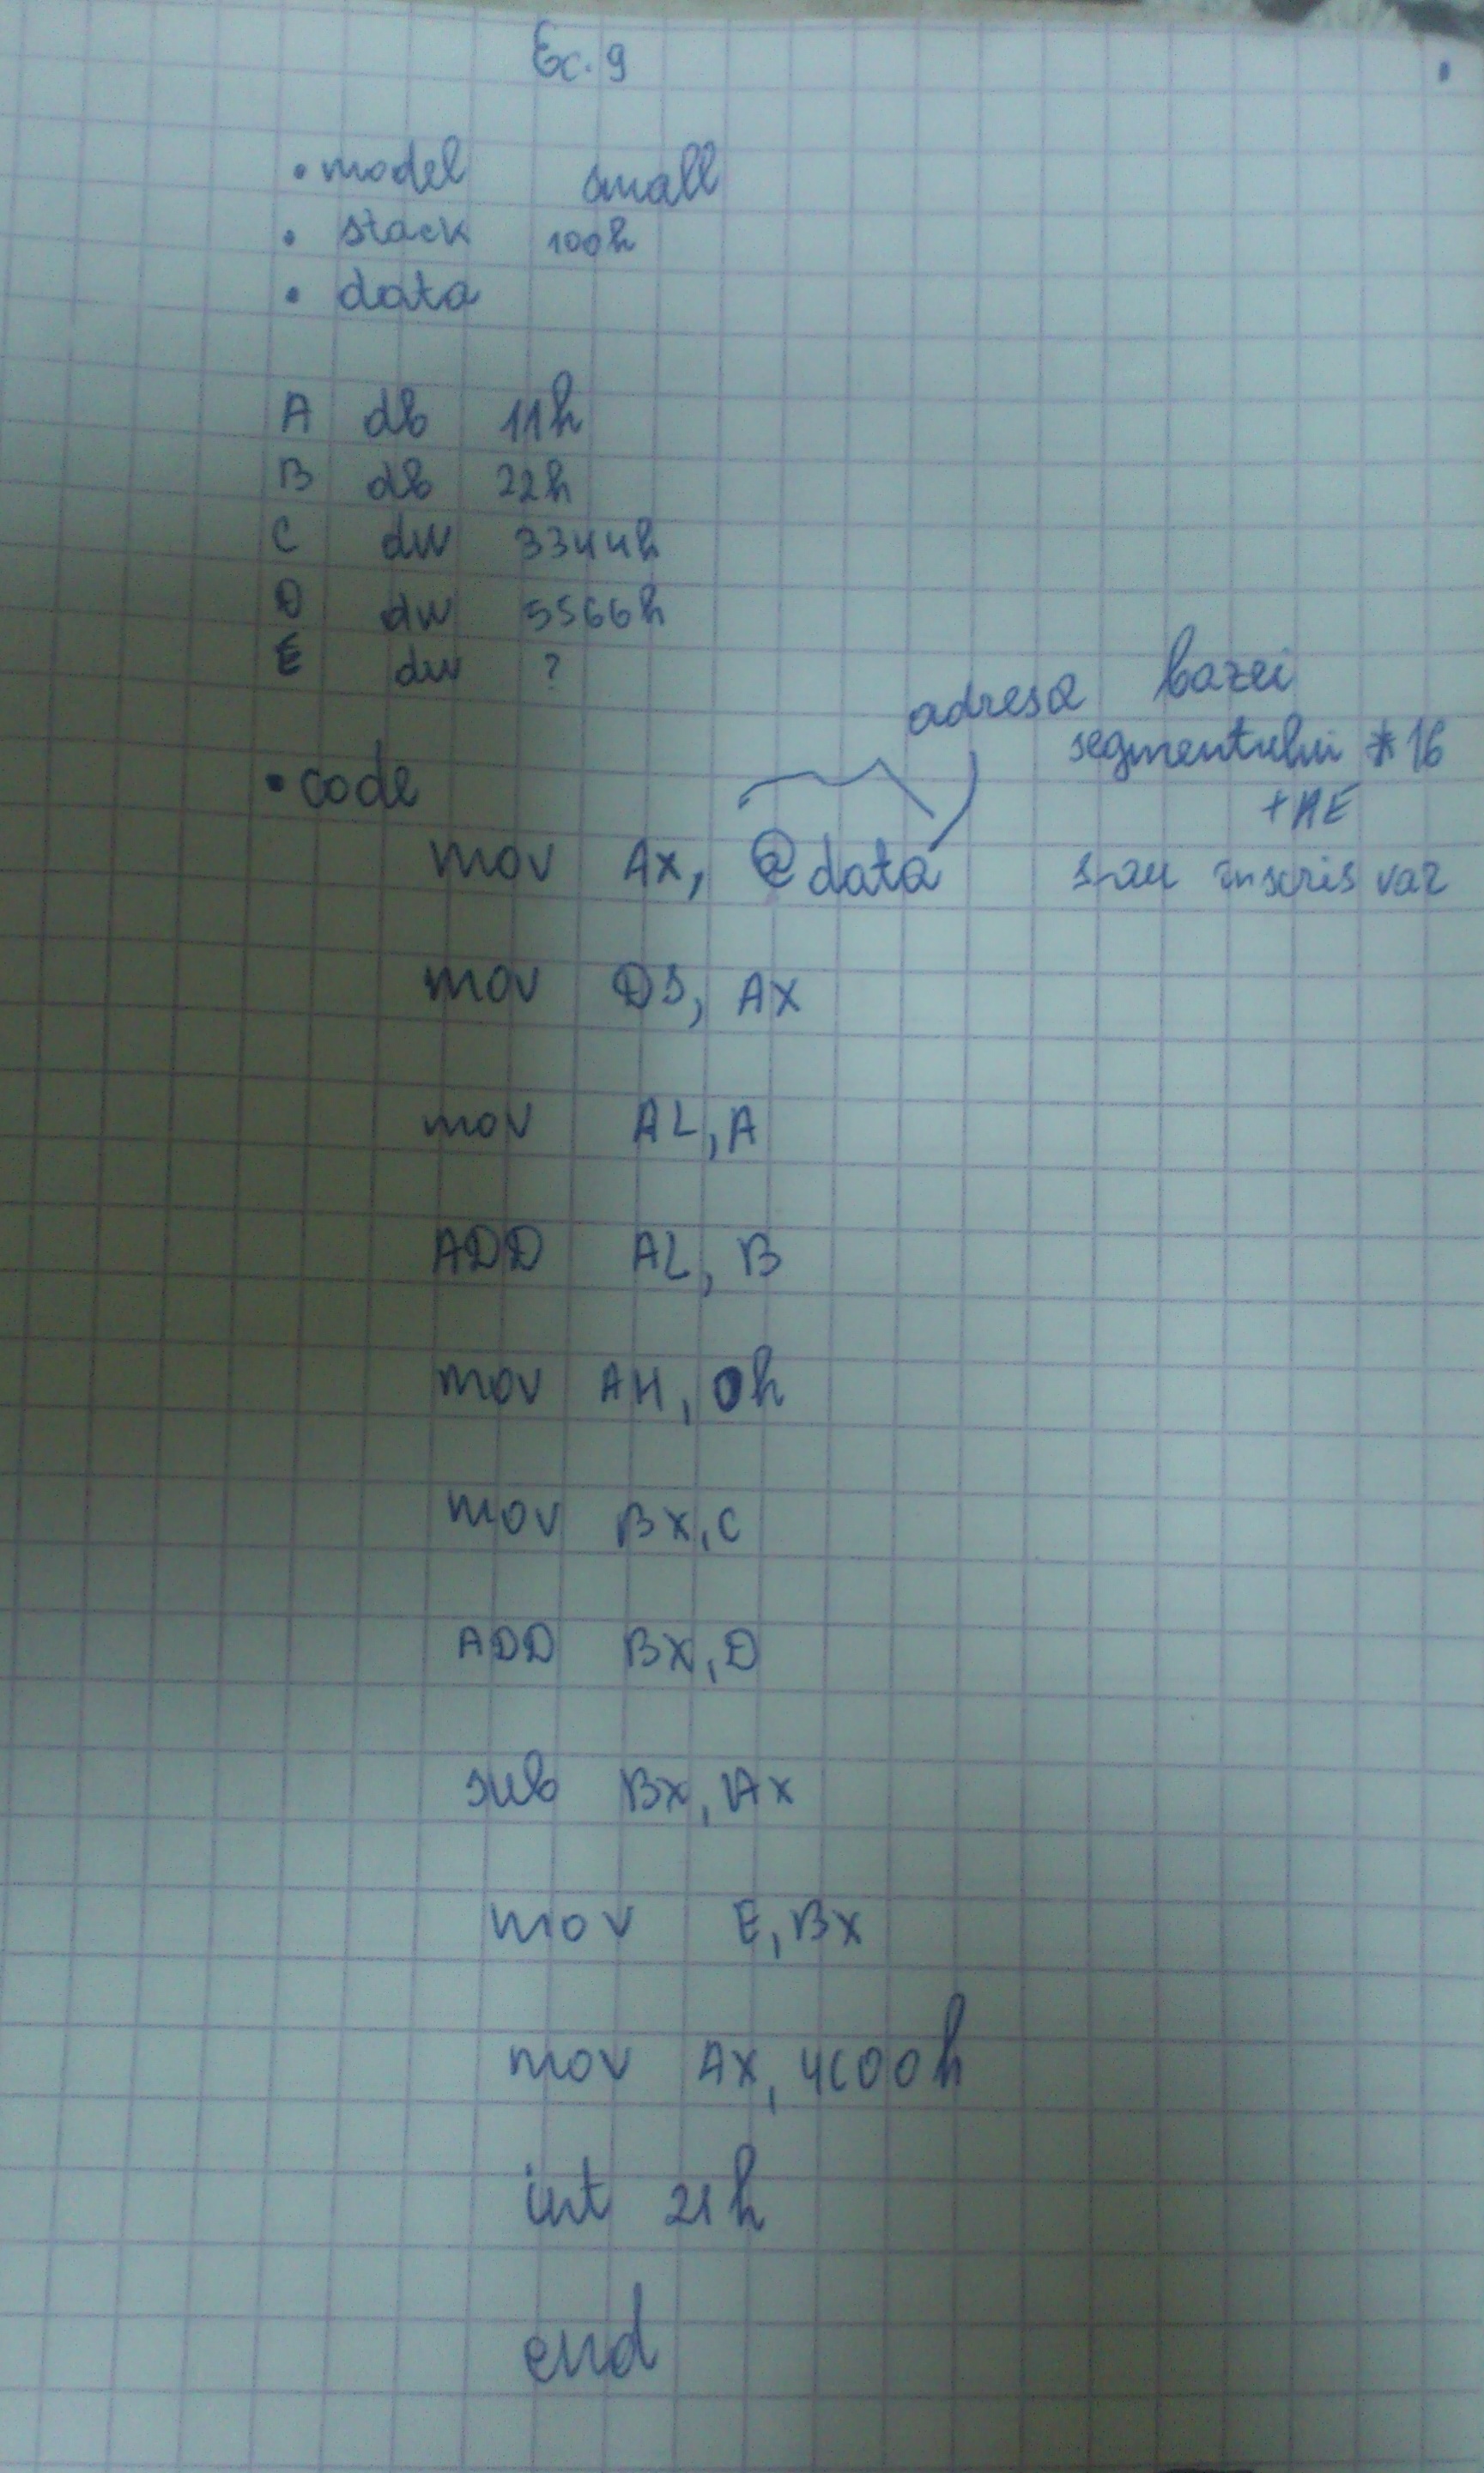 Ex. 9
.model small
.stack 100h
.data
A db 11h
B db 22h
C dw 3344h
D dw 5566h
E dw ?
adresa bazei
segmentului * 16
+ AE
s-au inscris var
.code
mov AX, @data
mov DS, AX
mov AL, A
ADD AL, B
mov AH, 0h
mov BX, C
ADD BX, D
sub BX, AX
mov E, BX
mov AX, 4C00h
int 21h
end